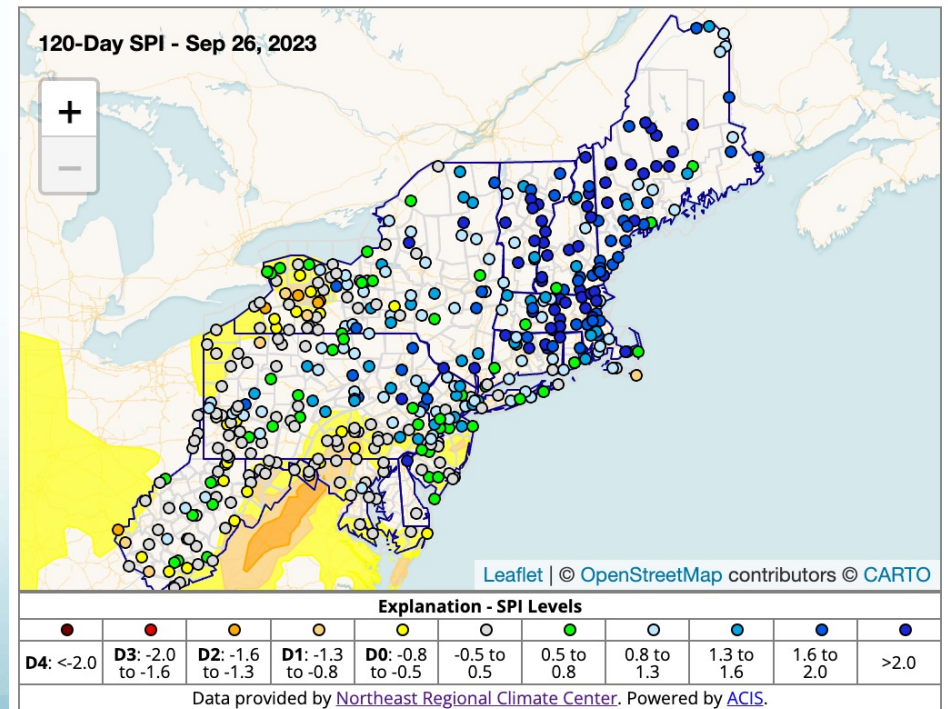 120-Day SPI - Sep 26, 2023
+
−
Leaflet | © OpenStreetMap contributors © CARTO
Explanation - SPI Levels
D4: <-2.0
D3: -2.0
to -1.6
D2: -1.6
to -1.3
D1: -1.3
to -0.8
D0: -0.8
to -0.5
-0.5 to
0.5
0.5 to
0.8
0.8 to
1.3
1.3 to
1.6
1.6 to
2.0
>2.0
Data provided by Northeast Regional Climate Center. Powered by ACIS.